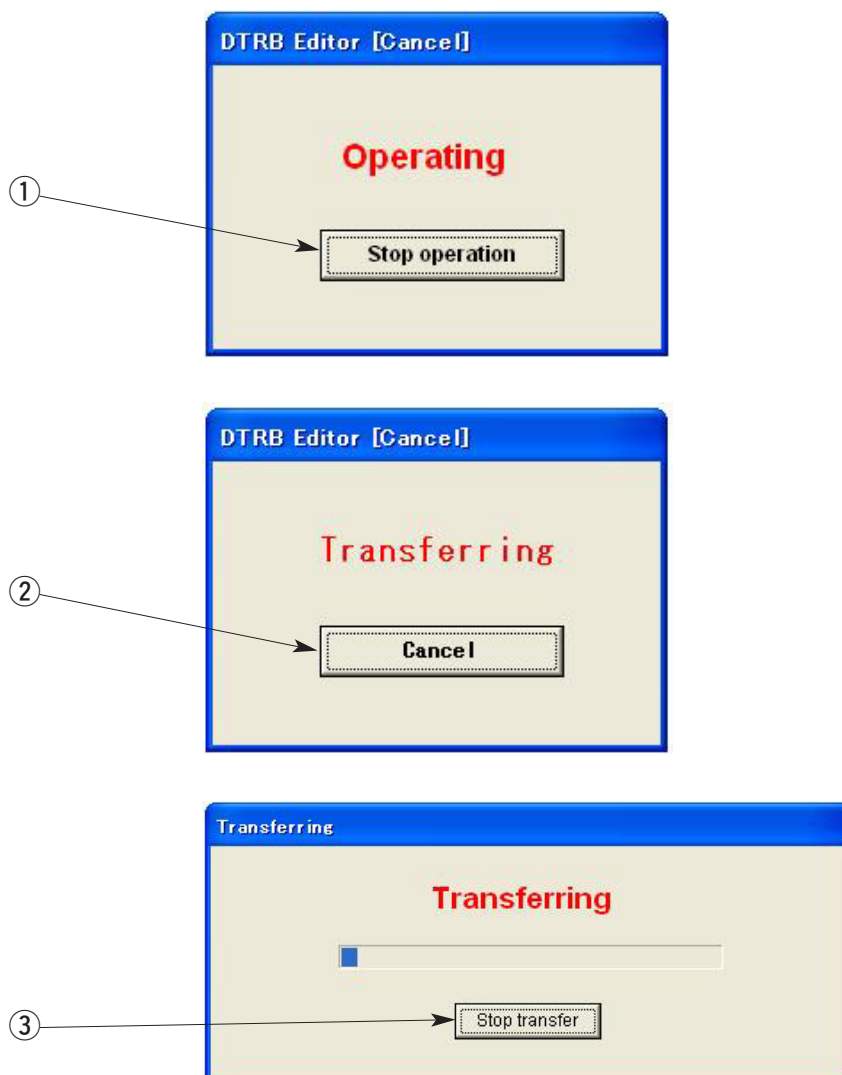 DTRB Editor [Cancel]
Operating
①
Stop operation
DTRB Editor [Cancel]
Transferring
②
Cancel
Transferring
Transferring
③
Stop transfer